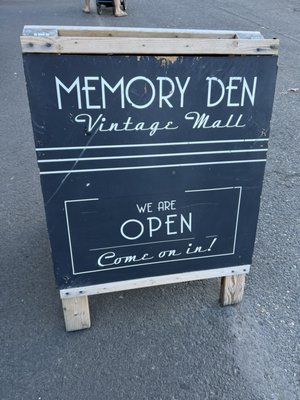 MEMORY DEN
Vintage Mall
WE ARE
OPEN
Come on in!